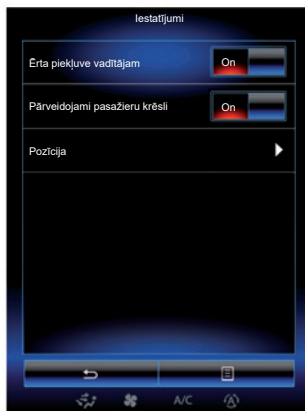 Iestatījumi
Ērta piekļuve vadītājam
On
Pārveidojami pasažieru krēsli
On
Pozīcija
A/C